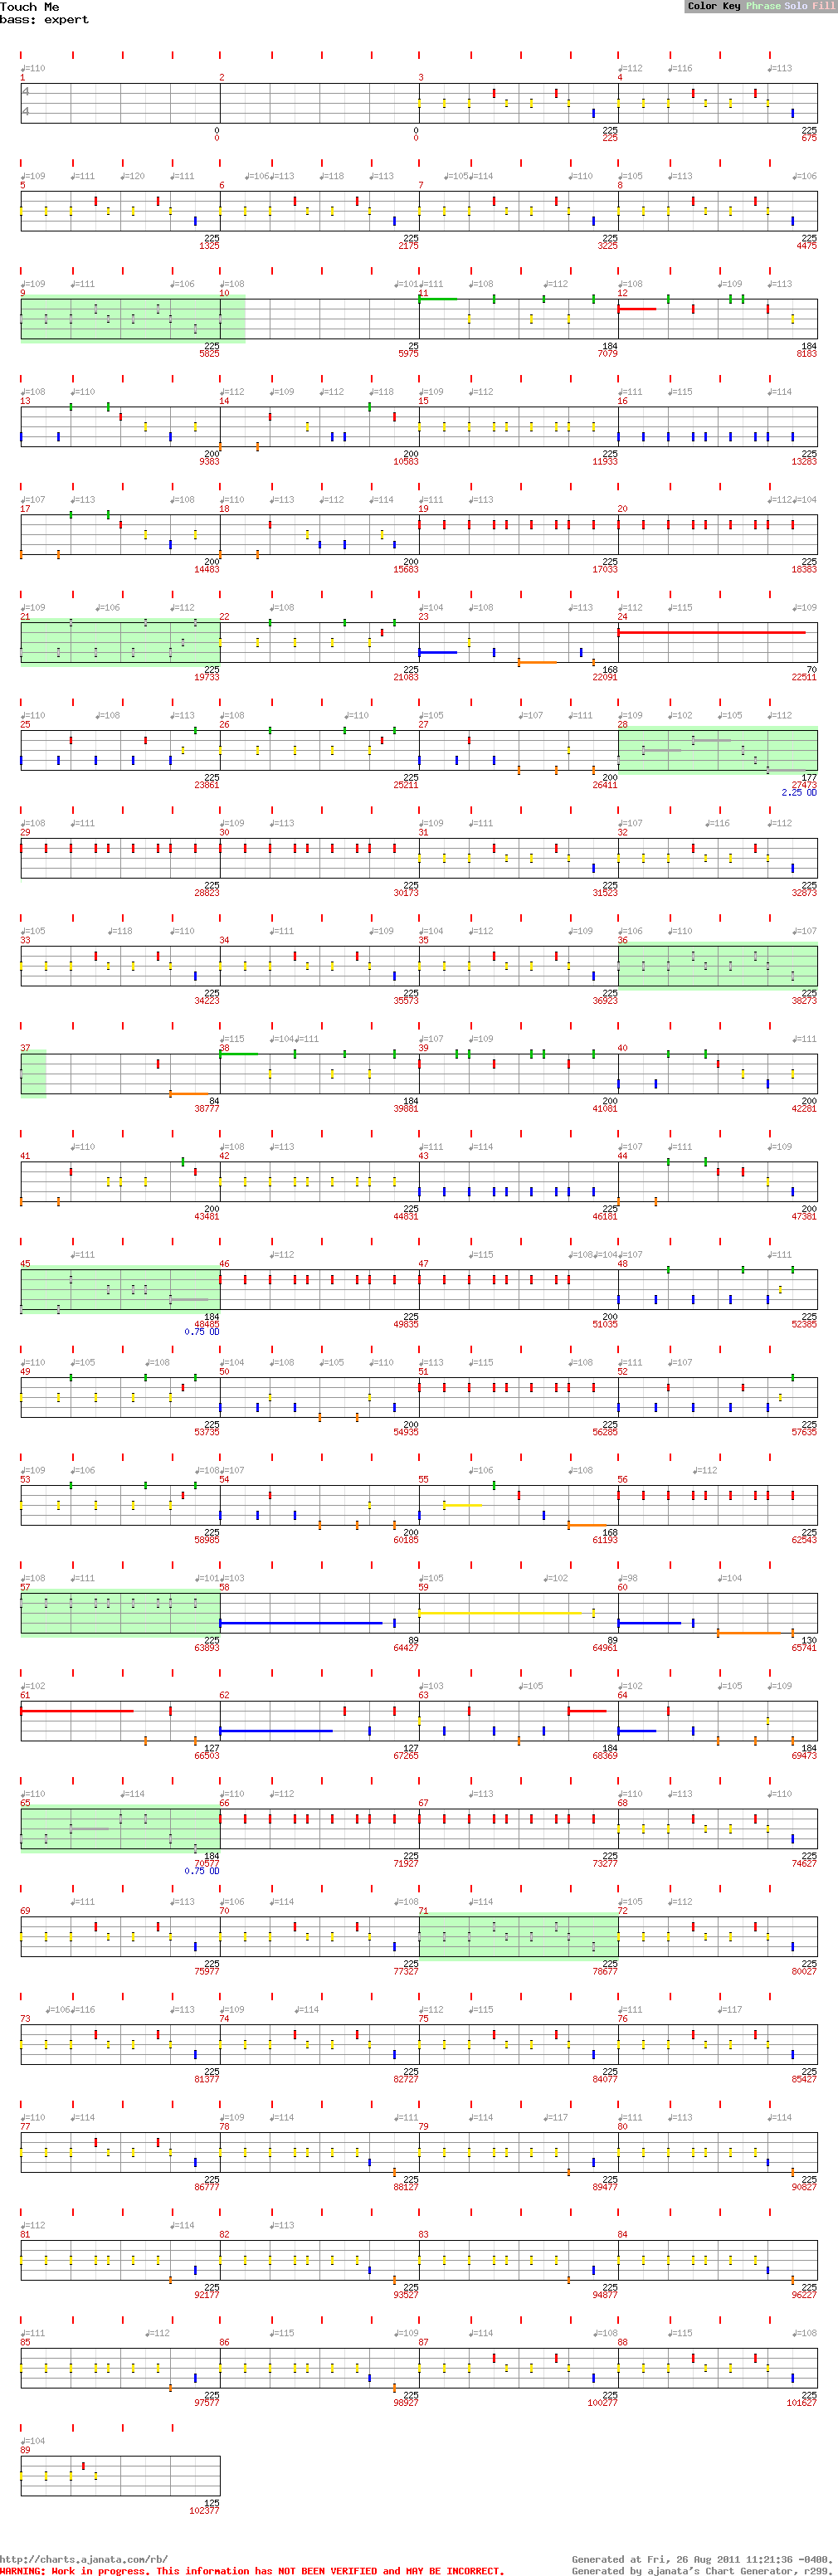 Touch Me
bass: expert
Color Key Phrase Solo Fill
♩=110 ♩=112 ♩=116 ♩=113
1 2 3 4
4
4
0 0 225 225
0 0 225 675
♩=109 ♩=111 ♩=120 ♩=111 ♩=106 ♩=113 ♩=118 ♩=113 ♩=105 ♩=114 ♩=110 ♩=105 ♩=113 ♩=106
5 6 7 8
225 225 225 225
1325 2175 3225 4475
♩=109 ♩=111 ♩=106 ♩=108 ♩=101 ♩=111 ♩=108 ♩=112 ♩=108 ♩=109 ♩=113
9 10 11 12
225 25 184 184
5825 5975 7079 8183
♩=108 ♩=110 ♩=112 ♩=109 ♩=112 ♩=118 ♩=109 ♩=112 ♩=111 ♩=115 ♩=114
13 14 15 16
200 200 225 225
9383 10583 11933 13283
♩=107 ♩=113 ♩=108 ♩=110 ♩=113 ♩=112 ♩=114 ♩=111 ♩=113 ♩=112 ♩=104
17 18 19 20
200 200 225 225
14483 15683 17033 18383
♩=109 ♩=106 ♩=112 ♩=108 ♩=104 ♩=108 ♩=113 ♩=112 ♩=115 ♩=109
21 22 23 24
225 225 168 70
19733 21083 22091 22511
♩=110 ♩=108 ♩=113 ♩=108 ♩=110 ♩=105 ♩=107 ♩=111 ♩=109 ♩=102 ♩=105 ♩=112
25 26 27 28
225 225 200 177
23861 25211 26411 27473
2.25 OD
♩=108 ♩=111 ♩=109 ♩=113 ♩=109 ♩=111 ♩=107 ♩=116 ♩=112
29 30 31 32
225 225 225 225
28823 30173 31523 32873
♩=105 ♩=118 ♩=110 ♩=111 ♩=109 ♩=104 ♩=112 ♩=109 ♩=106 ♩=110 ♩=107
33 34 35 36
225 225 225 225
34223 35573 36923 38273
♩=115 ♩=104 ♩=111 ♩=107 ♩=109 ♩=111
37 38 39 40
84 184 200 200
38777 39881 41081 42281
♩=110 ♩=108 ♩=113 ♩=111 ♩=114 ♩=107 ♩=111 ♩=109
41 42 43 44
200 225 225 200
43481 44831 46181 47381
♩=111 ♩=112 ♩=115 ♩=108 ♩=104 ♩=107 ♩=111
45 46 47 48
184 225 200 225
48485 49835 51035 52385
0.75 OD
♩=110 ♩=105 ♩=108 ♩=104 ♩=108 ♩=105 ♩=110 ♩=113 ♩=115 ♩=108 ♩=111 ♩=107
49 50 51 52
225 200 225 225
53735 54935 56285 57635
♩=109 ♩=106 ♩=108 ♩=107 ♩=106 ♩=108 ♩=112
53 54 55 56
225 200 168 225
58985 60185 61193 62543
♩=108 ♩=111 ♩=101 ♩=103 ♩=105 ♩=102 ♩=98 ♩=104
57 58 59 60
225 89 89 130
63893 64427 64961 65741
♩=102 ♩=103 ♩=105 ♩=102 ♩=105 ♩=109
61 62 63 64
127 127 184 184
66503 67265 68369 69473
♩=110 ♩=114 ♩=110 ♩=112 ♩=113 ♩=110 ♩=113 ♩=110
65 66 67 68
184 225 225 225
70577 71927 73277 74627
0.75 OD
♩=111 ♩=113 ♩=106 ♩=114 ♩=108 ♩=114 ♩=105 ♩=112
69 70 71 72
225 225 225 225
75977 77327 78677 80027
♩=106 ♩=116 ♩=113 ♩=109 ♩=114 ♩=112 ♩=115 ♩=111 ♩=117
73 74 75 76
225 225 225 225
81377 82727 84077 85427
♩=110 ♩=114 ♩=109 ♩=114 ♩=111 ♩=114 ♩=117 ♩=111 ♩=113 ♩=114
77 78 79 80
225 225 225 225
86777 88127 89477 90827
♩=112 ♩=114 ♩=113
81 82 83 84
225 225 225 225
92177 93527 94877 96227
♩=111 ♩=112 ♩=115 ♩=109 ♩=114 ♩=108 ♩=115 ♩=108
85 86 87 88
225 225 225 225
97577 98927 100277 101627
♩=104
89
125
102377
http://charts.ajanata.com/rb/ Generated at Fri, 26 Aug 2011 11:21:36 -0400.
WARNING: Work in progress. This information has NOT BEEN VERIFIED and MAY BE INCORRECT. Generated by ajanata's Chart Generator, r299.